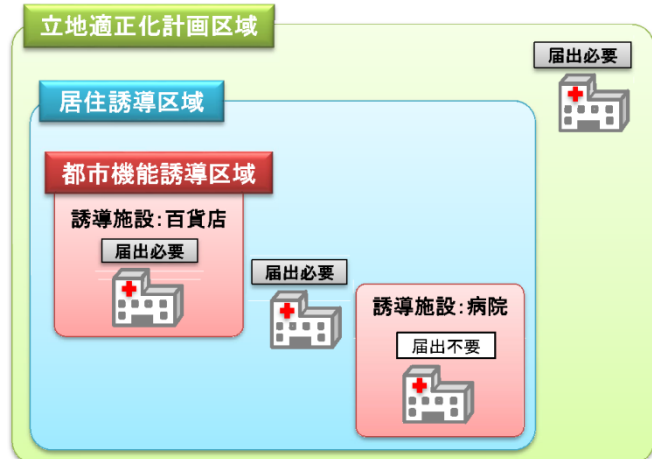 立地適正化計画区域
届出必要
居住誘導区域
都市機能誘導区域
誘導施設:百貨店
届出必要
届出必要
誘導施設:病院
届出不要